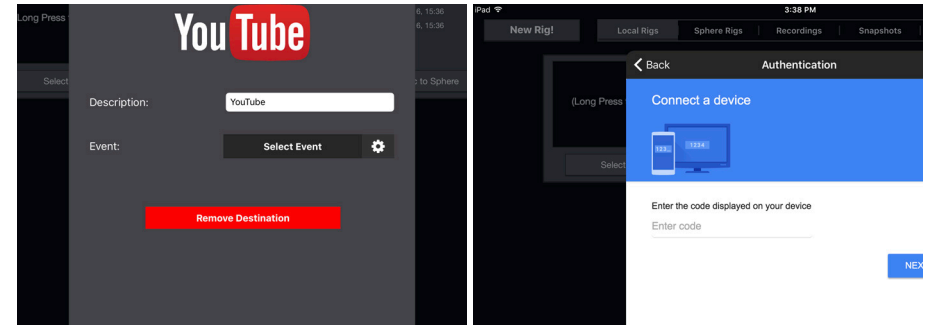 Long Press
6, 15:36
6, 15:36
YouTube
Select
c to Sphere
Description:
YouTube
Event:
Select Event
Remove Destination
iPad
3:38 PM
New Rig!
Local Rigs
Sphere Rigs
Recordings
Snapshots
Back
Authentication
(Long Press
Connect a device
1234
Select
Enter the code displayed on your device
Enter code
NEX